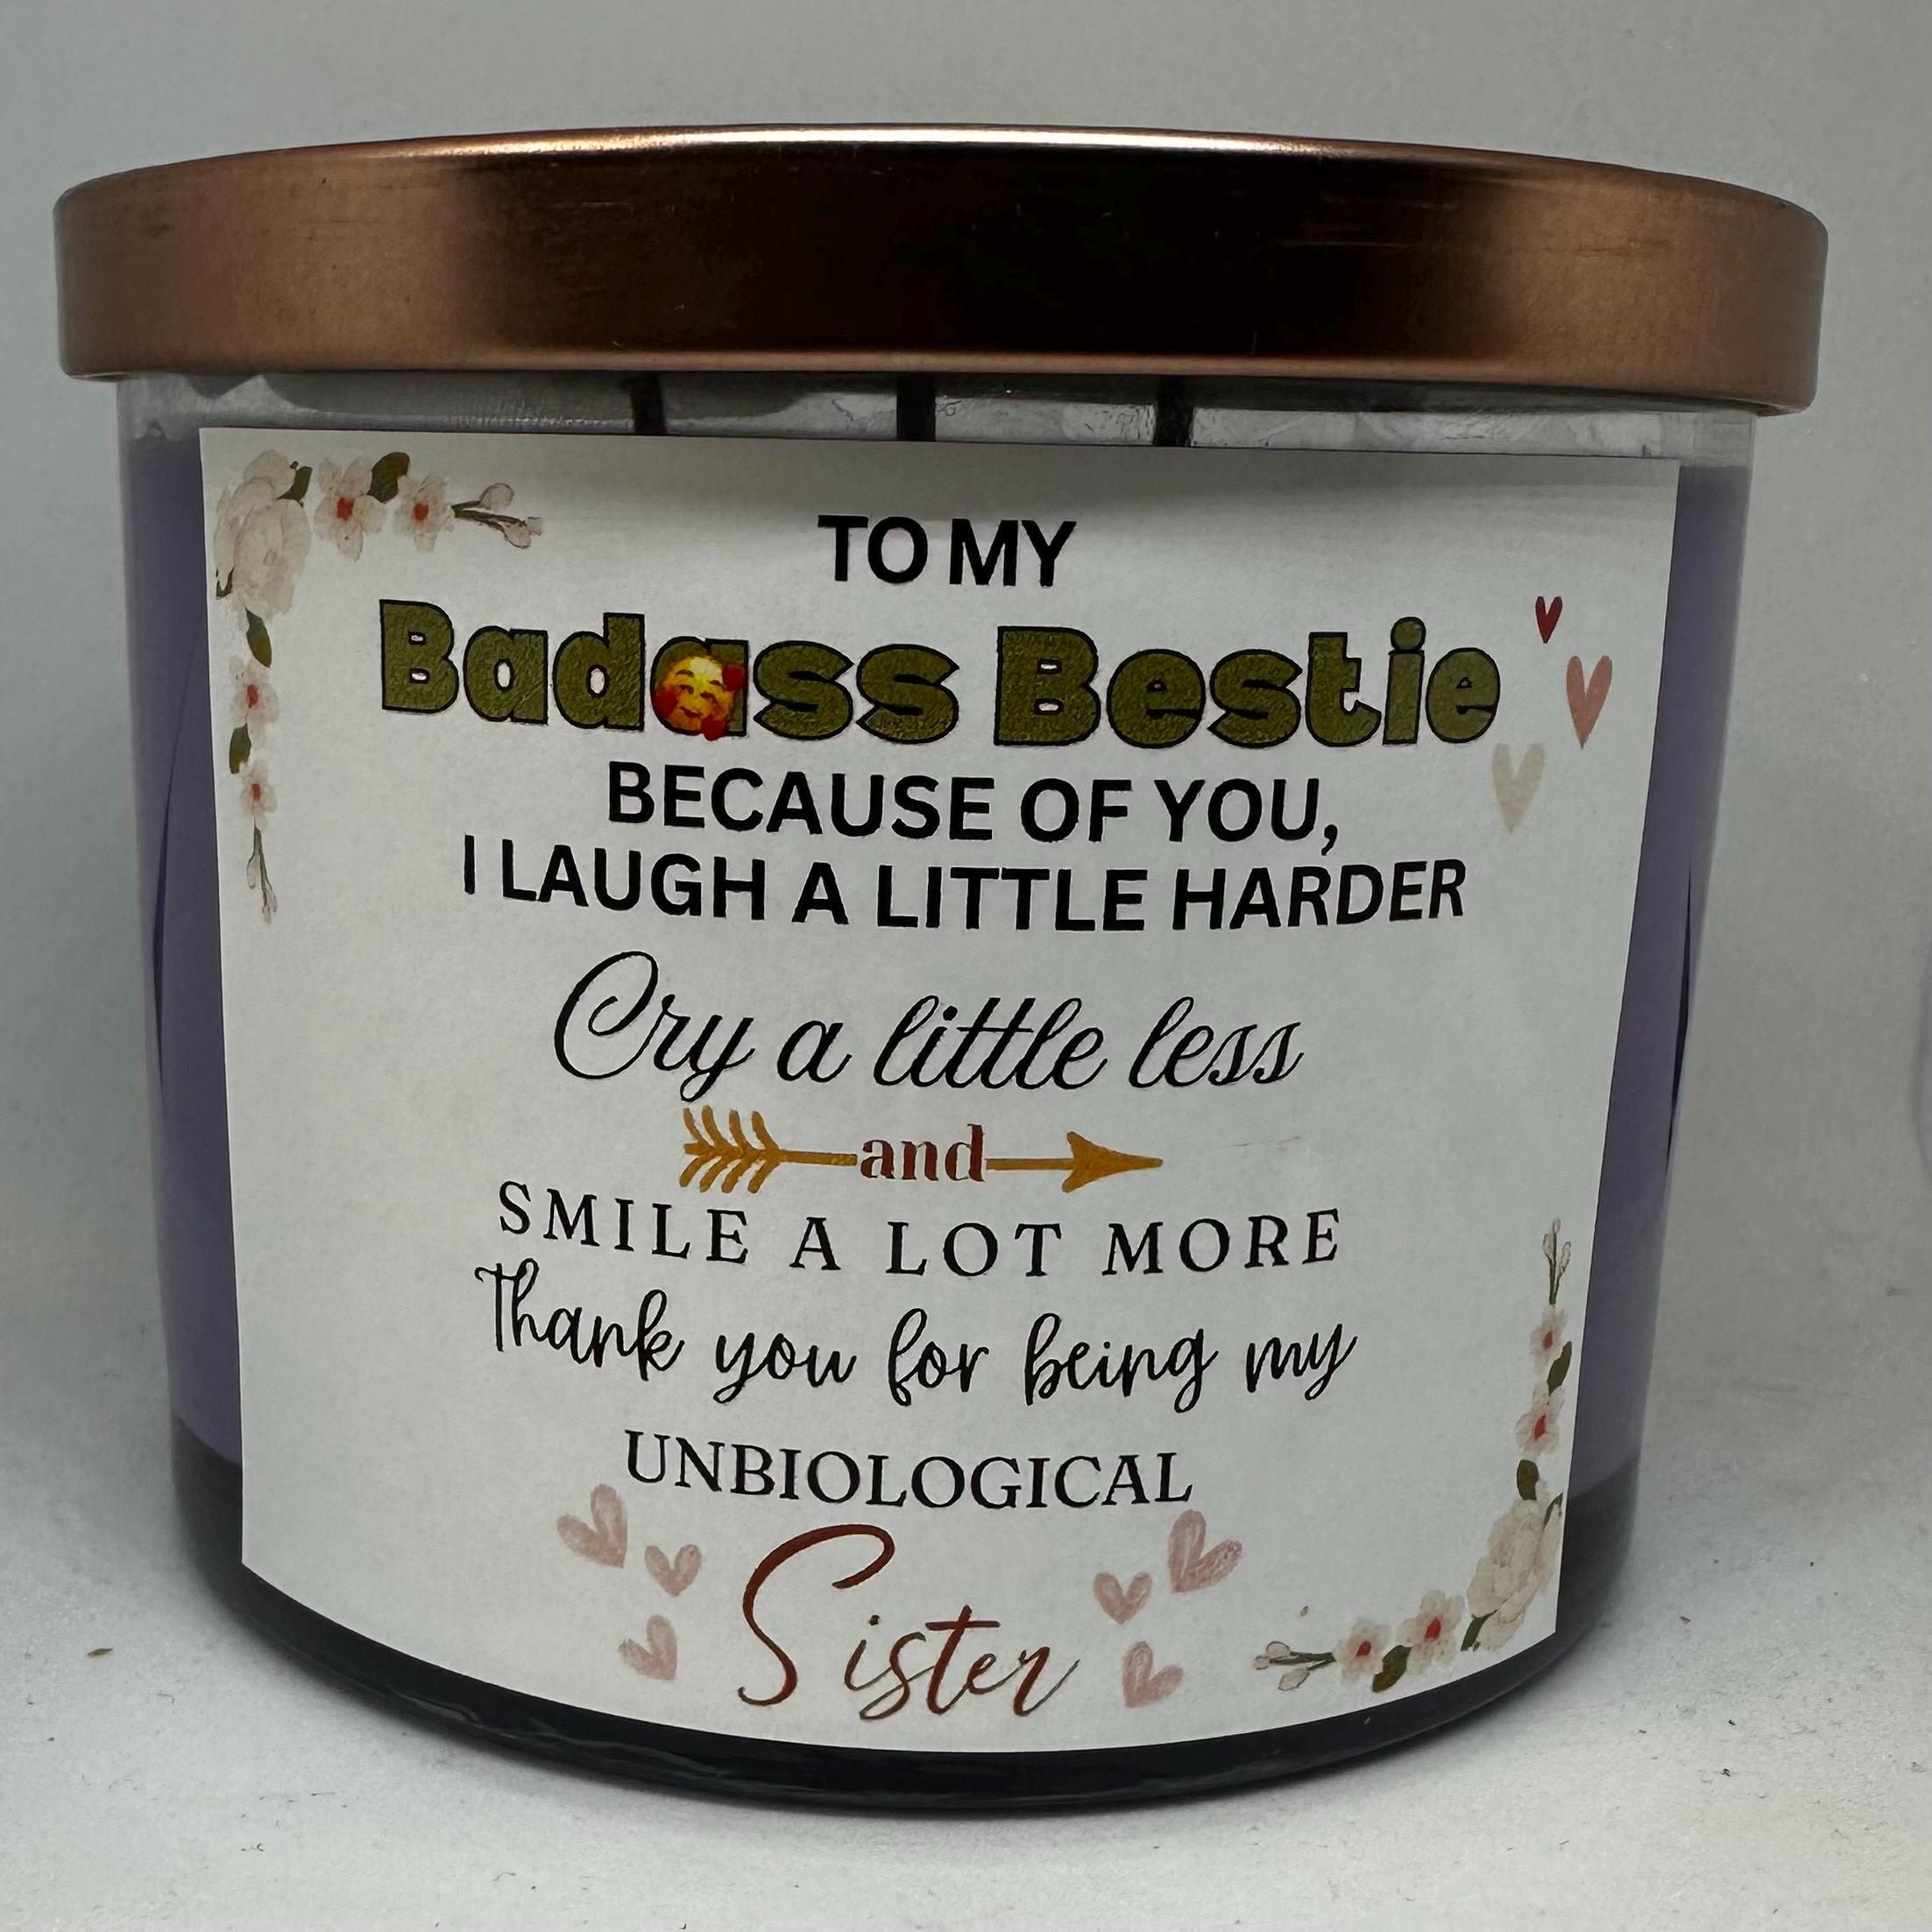 TO MY
Badass Bestie
BECAUSE OF YOU,
I LAUGH A LITTLE HARDER
Cry a little less
and
SMILE A LOT MORE
Thank you for being my
UNBIOLOGICAL
Sister